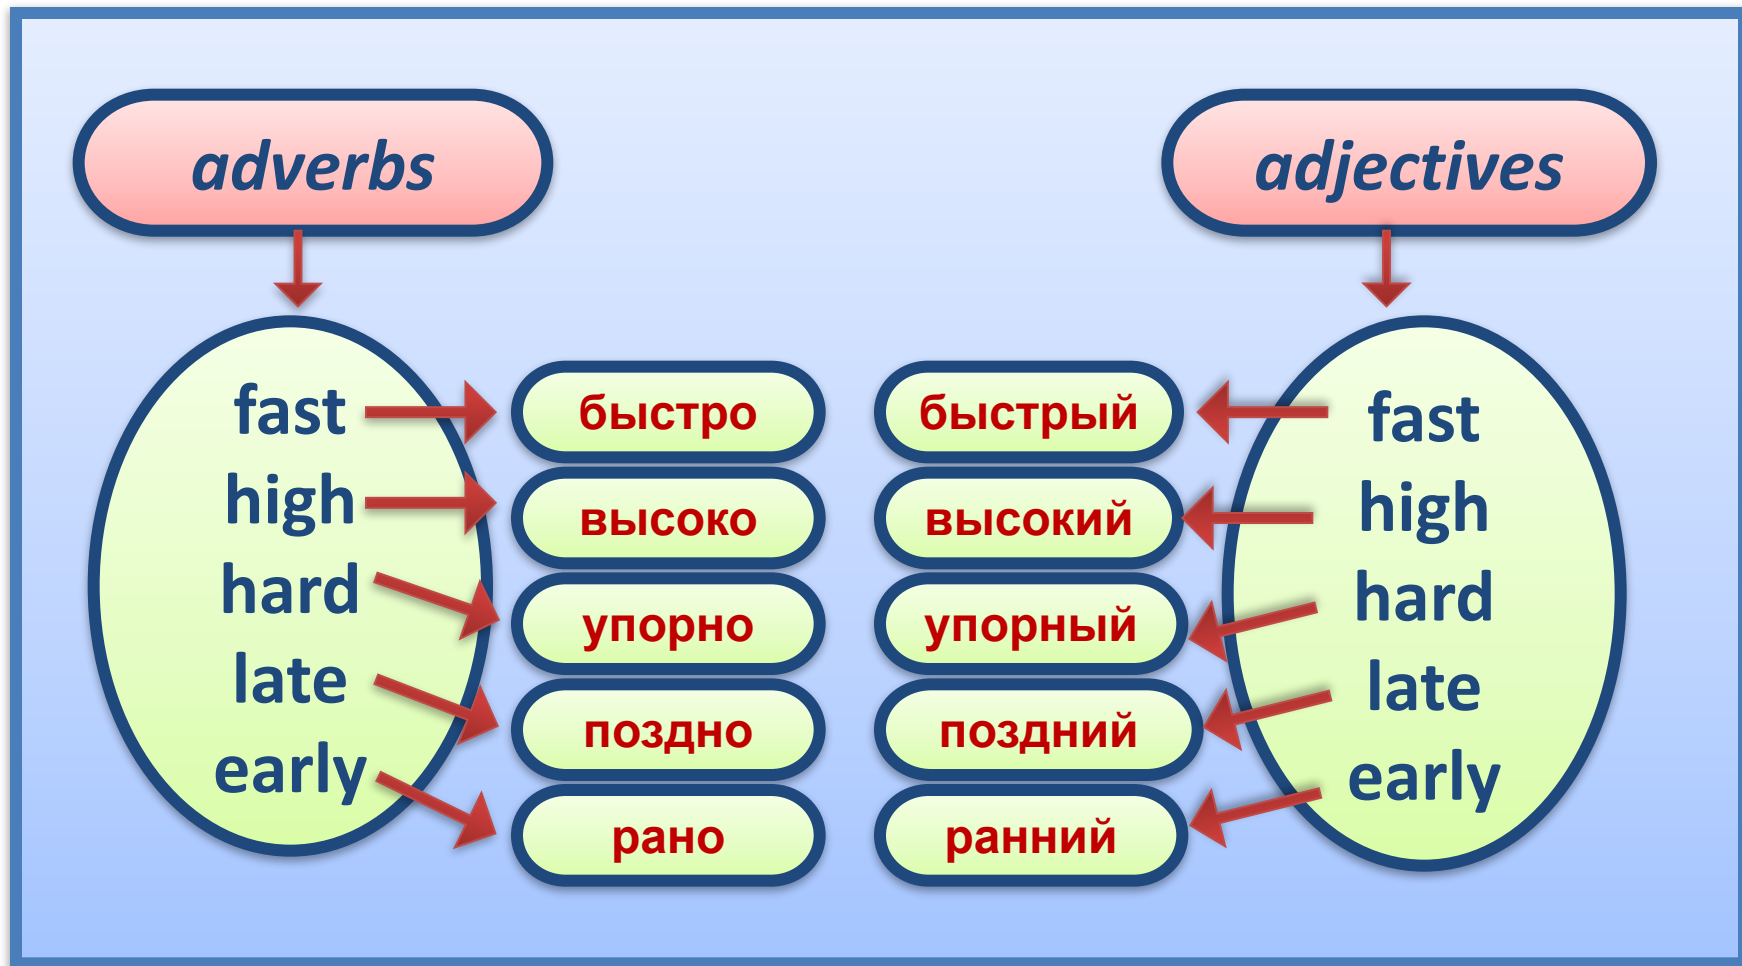 adverbs
adjectives
fast
high
hard
late
early
быстро
высоко
упорно
поздно
рано
быстрый
высокий
упорный
поздний
ранний
fast
high
hard
late
early